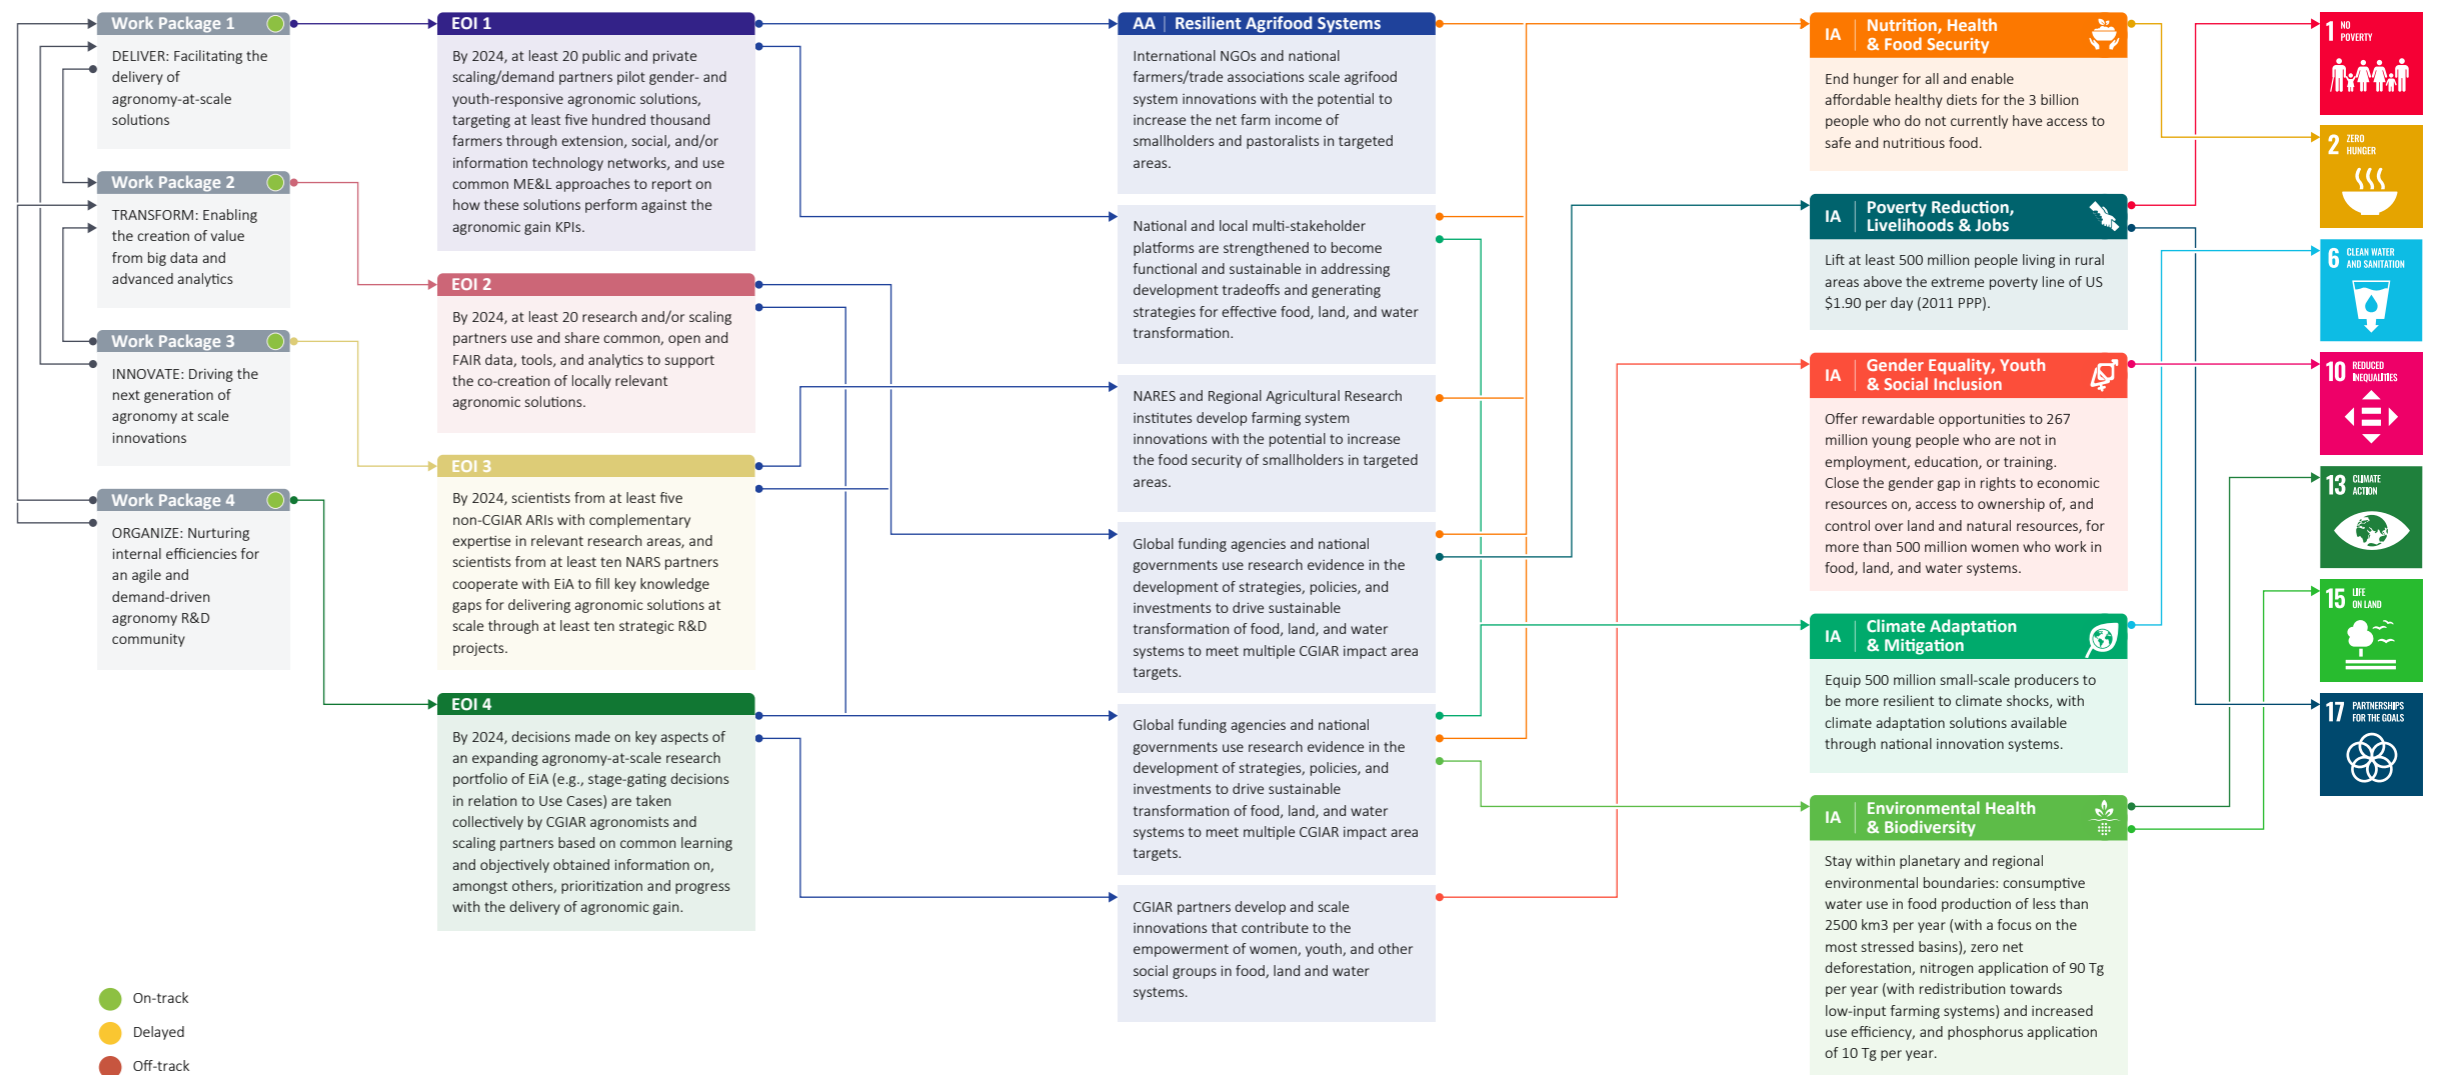 Work Package 1
DELIVER: Facilitating the
delivery of
agronomy-at-scale
solutions
Work Package 2
TRANSFORM: Enabling
the creation of value
from big data and
advanced analytics
Work Package 3
INNOVATE: Driving the
next generation of
agronomy at scale
innovations
Work Package 4
ORGANIZE: Nurturing
internal efficiencies for
an agile and
demand-driven
agronomy R&D
community
On-track
Delayed
Off-track
EOI 1
By 2024, at least 20 public and private
scaling/demand partners pilot gender- and
youth-responsive agronomic solutions,
targeting at least five hundred thousand
farmers through extension, social, and/or
information technology networks, and use
common ME&L approaches to report on
how these solutions perform against the
agronomic gain KPIs.
EOI 2
By 2024, at least 20 research and/or scaling
partners use and share common, open and
FAIR data, tools, and analytics to support
the co-creation of locally relevant
agronomic solutions.
EOI 3
By 2024, scientists from at least five
non-CGIAR ARIs with complementary
expertise in relevant research areas, and
scientists from at least ten NARS partners
cooperate with EiA to fill key knowledge
gaps for delivering agronomic solutions at
scale through at least ten strategic R&D
projects.
EOI 4
By 2024, decisions made on key aspects of
an expanding agronomy-at-scale research
portfolio of EiA (e.g., stage-gating decisions
in relation to Use Cases) are taken
collectively by CGIAR agronomists and
scaling partners based on common learning
and objectively obtained information on,
amongst others, prioritization and progress
with the delivery of agronomic gain.
AA | Resilient Agrifood Systems
International NGOs and national
farmers/trade associations scale agrifood
system innovations with the potential to
increase the net farm income of
smallholders and pastoralists in targeted
areas.
National and local multi-stakeholder
platforms are strengthened to become
functional and sustainable in addressing
development tradeoffs and generating
strategies for effective food, land, and water
transformation.
NARES and Regional Agricultural Research
institutes develop farming system
innovations with the potential to increase
the food security of smallholders in targeted
areas.
Global funding agencies and national
governments use research evidence in the
development of strategies, policies, and
investments to drive sustainable
transformation of food, land, and water
systems to meet multiple CGIAR impact area
targets.
Global funding agencies and national
governments use research evidence in the
development of strategies, policies, and
investments to drive sustainable
transformation of food, land, and water
systems to meet multiple CGIAR impact area
targets.
CGIAR partners develop and scale
innovations that contribute to the
empowerment of women, youth, and other
social groups in food, land and water
systems.
IA
Nutrition, Health
& Food Security
End hunger for all and enable
affordable healthy diets for the 3 billion
people who do not currently have access to
safe and nutritious food.
IA
Poverty Reduction,
Livelihoods & Jobs
Lift at least 500 million people living in rural
areas above the extreme poverty line of US
$1.90 per day (2011 PPP).
IA
Gender Equality, Youth
& Social Inclusion
Offer rewardable opportunities to 267
million young people who are not in
employment, education, or training.
Close the gender gap in rights to economic
resources on, access to ownership of, and
control over land and natural resources, for
more than 500 million women who work in
food, land, and water systems.
IA
Climate Adaptation
& Mitigation
Equip 500 million small-scale producers to
be more resilient to climate shocks, with
climate adaptation solutions available
through national innovation systems.
IA
Environmental Health
& Biodiversity
Stay within planetary and regional
environmental boundaries: consumptive
water use in food production of less than
2500 km3 per year (with a focus on the
most stressed basins), zero net
deforestation, nitrogen application of 90 Tg
per year (with redistribution towards
low-input farming systems) and increased
use efficiency, and phosphorus application
of 10 Tg per year.
1 NO
POVERTY
2 ZERO
HUNGER
6 CLEAN WATER
AND SANITATION
10 REDUCED
INEQUALITIES
13 CLIMATE
ACTION
15 LIFE
ON LAND
17 PARTNERSHIPS
FOR THE GOALS